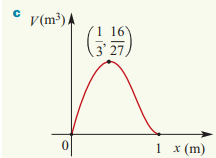 c
V(m³)
(1/3, 16/27)
0
1 x (m)